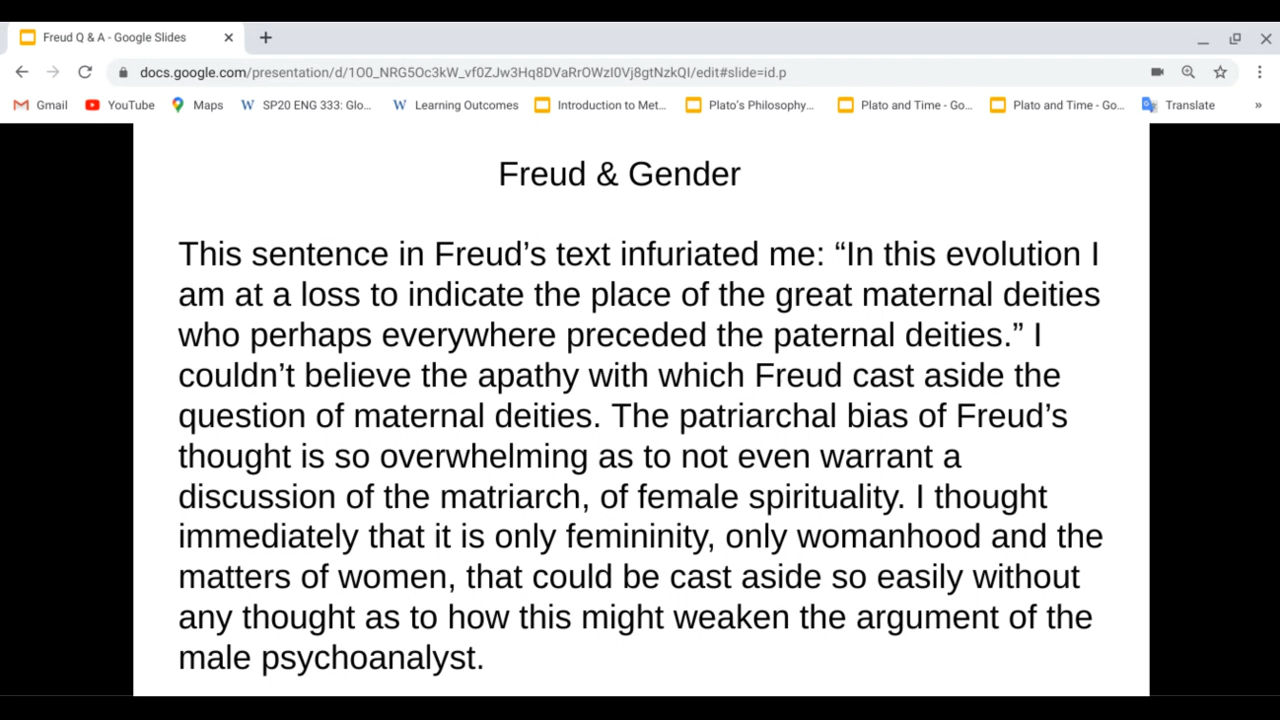 Freud Q & A - Google Slides
docs.google.com/presentation/d/1O0_NRG5Oc3kW_vf0ZJw3Hq8DVaRrOWzI0Vj8gtNzkQI/edit#slide=id.p
Gmail YouTube Maps SP20 ENG 333: Glo... Learning Outcomes Introduction to Met... Plato's Philosophy... Plato and Time - Go... Plato and Time - Go... Translate »
Freud & Gender
This sentence in Freud’s text infuriated me: “In this evolution I
am at a loss to indicate the place of the great maternal deities
who perhaps everywhere preceded the paternal deities.” I
couldn’t believe the apathy with which Freud cast aside the
question of maternal deities. The patriarchal bias of Freud’s
thought is so overwhelming as to not even warrant a
discussion of the matriarch, of female spirituality. I thought
immediately that it is only femininity, only womanhood and the
matters of women, that could be cast aside so easily without
any thought as to how this might weaken the argument of the
male psychoanalyst.